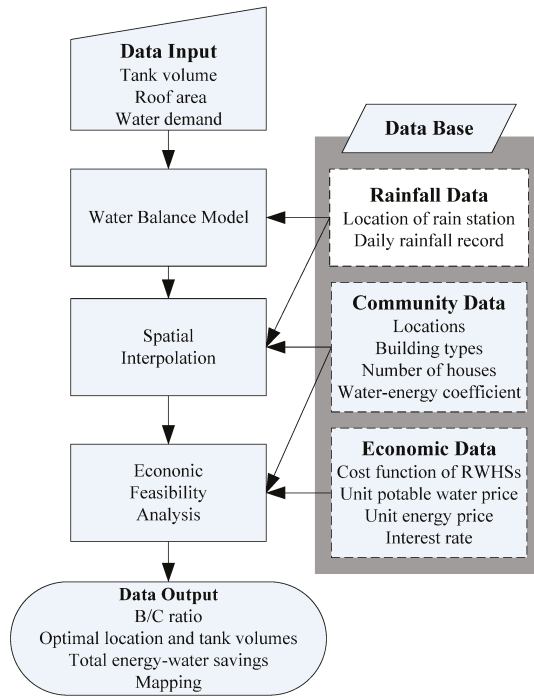 Data Input
Tank volume
Roof area
Water demand
Water Balance Model
Spatial
Interpolation
Econonic
Feasibility
Analysis
Data Output
B/C ratio
Optimal location and tank volumes
Total energy-water savings
Mapping
Data Base
Rainfall Data
Location of rain station
Daily rainfall record
Community Data
Locations
Building types
Number of houses
Water-energy coefficient
Economic Data
Cost function of RWHSs
Unit potable water price
Unit energy price
Interest rate